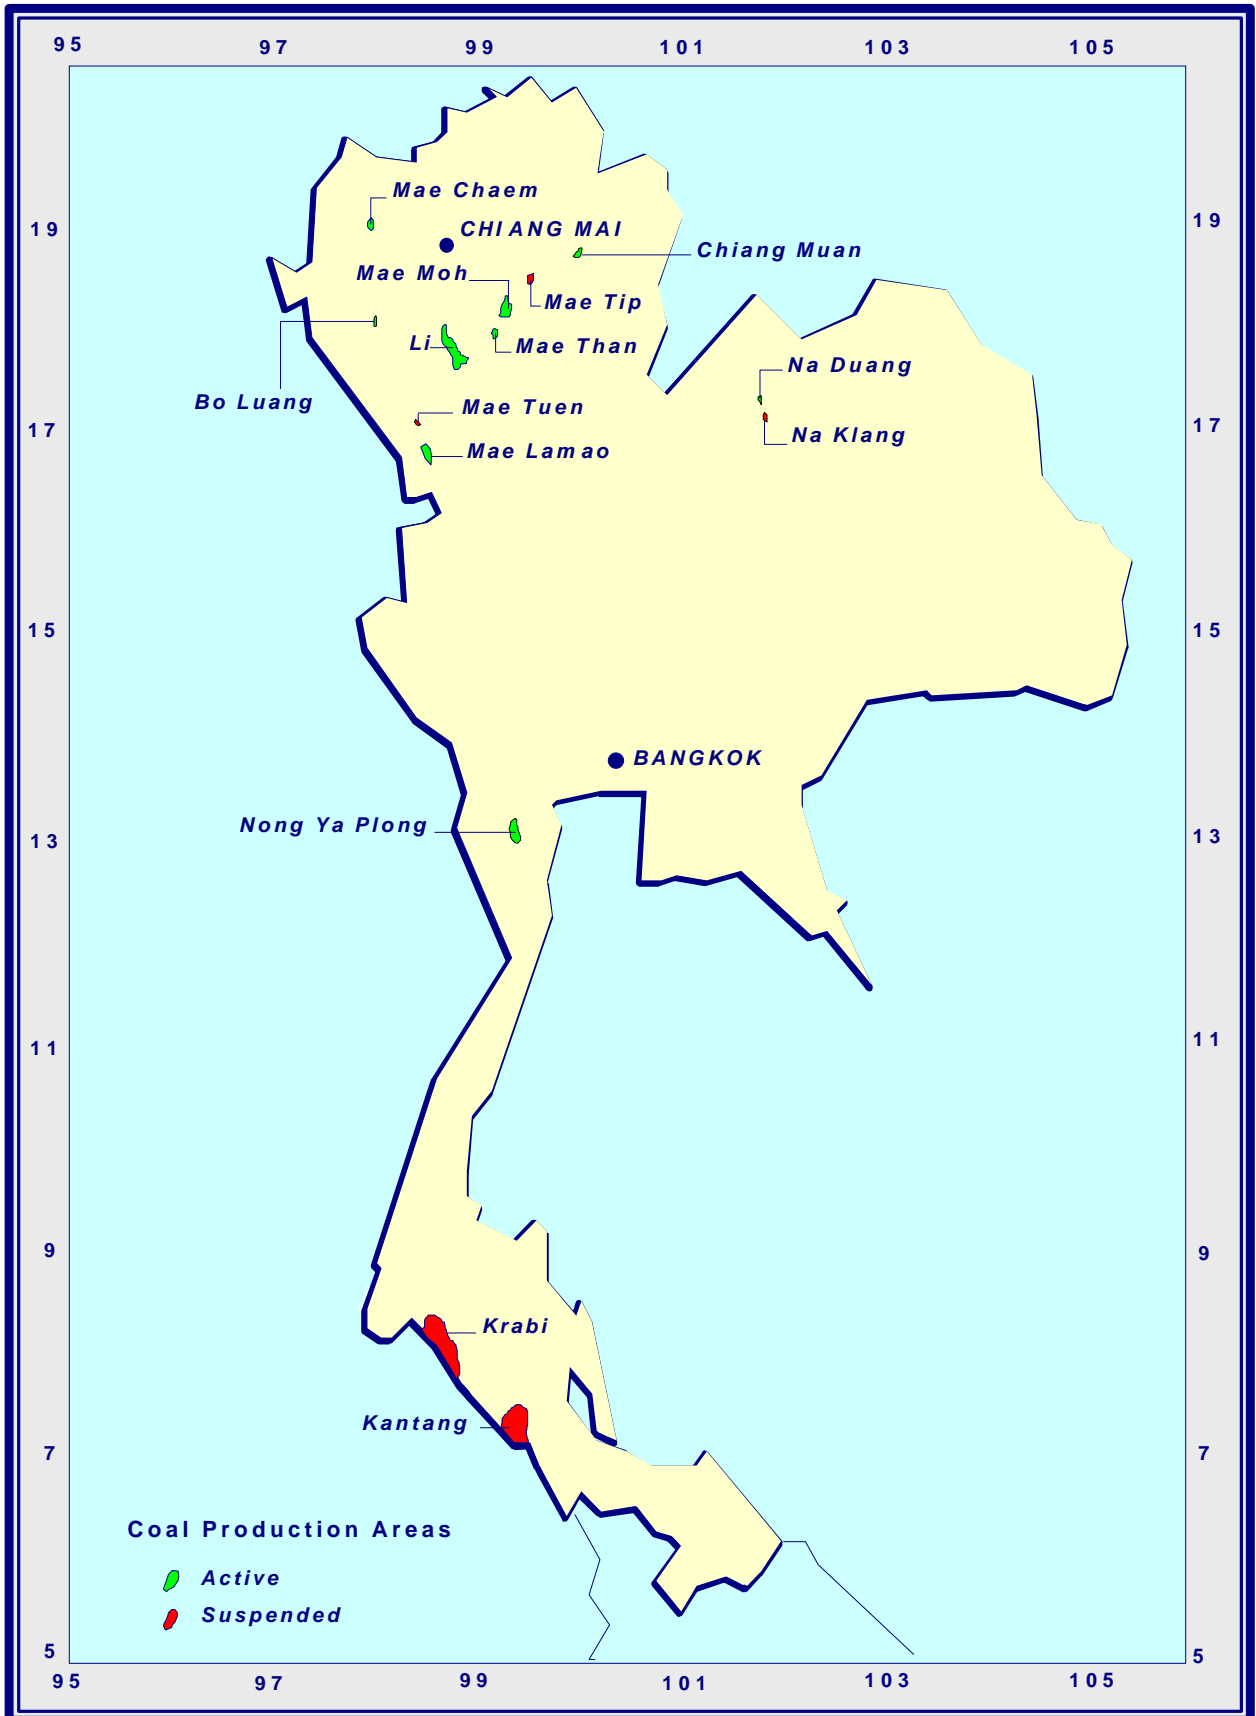 95 97 99 101 103 105
Mae Chaem
19 CHIANG MAI 19
Chiang Muan
Mae Moh
Mae Tip
Li
Mae Than
Na Duang
Bo Luang
Mae Tuen
17 17
Na Klang
Mae Lamao
15 15
BANGKOK
Nong Ya Plong
13 13
11 11
9 9
Krabi
Kantang
7 7
Coal Production Areas
Active
Suspended
5 5
95 97 99 101 103 105